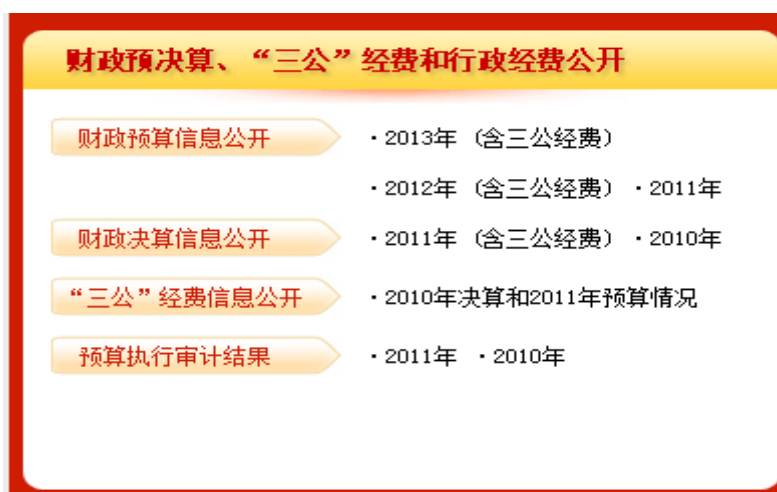 财政预决算、“三公”经费和行政经费公开
财政预算信息公开 ·2013年（含三公经费）
·2012年（含三公经费）·2011年
财政决算信息公开 ·2011年（含三公经费）·2010年
“三公”经费信息公开 ·2010年决算和2011年预算情况
预算执行审计结果 ·2011年 ·2010年